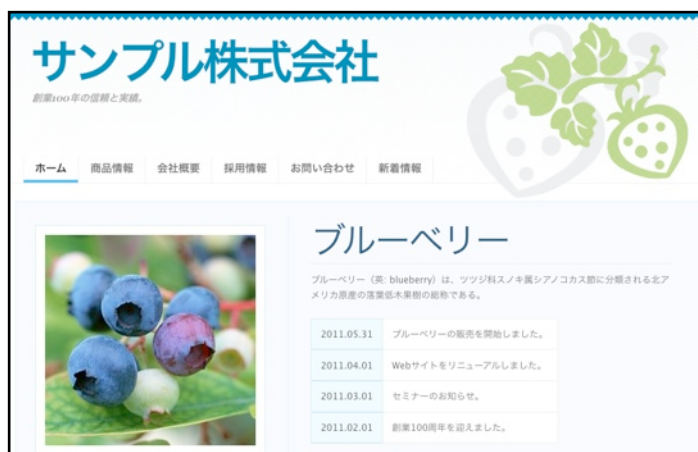 サンプル株式会社
創業100年の信頼と実績。
ホーム 商品情報 会社概要 採用情報 お問い合わせ 新着情報
ブルーベリー
ブルーベリー（英: blueberry）は、ツツジ科スノキ属シアノコカス節に分類される北ア
メリカ原産の落葉低木果樹の総称である。
2011.05.31 ブルーベリーの販売を開始しました。
2011.04.01 Webサイトをリニューアルしました。
2011.03.01 セミナーのお知らせ。
2011.02.01 創業100周年を迎えました。